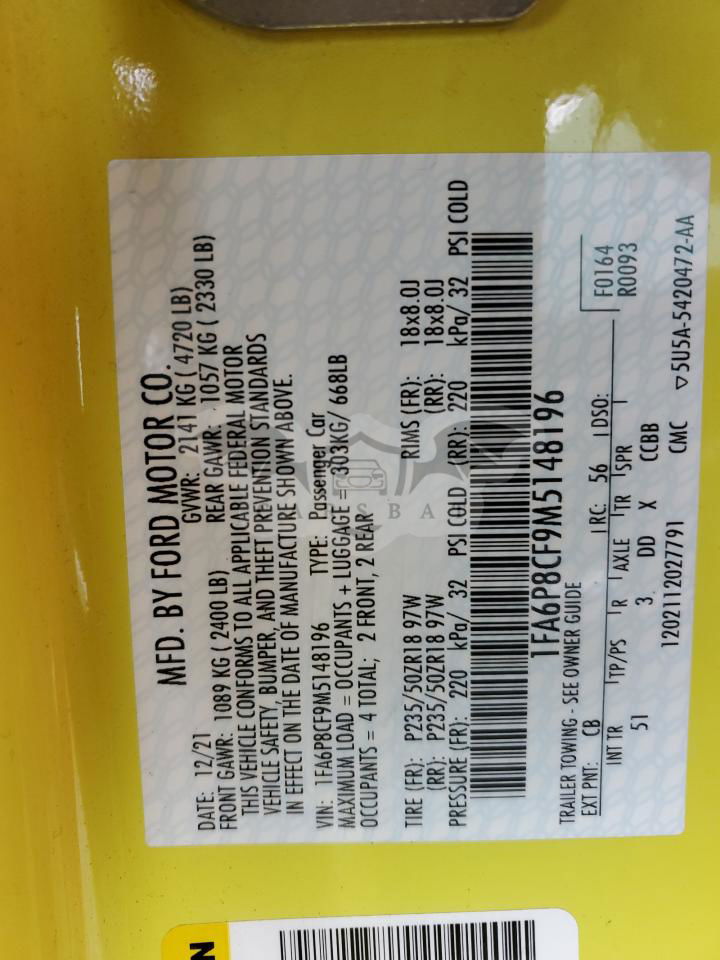 MFD. BY FORD MOTOR CO.
DATE: 12/21 GVWR: 2141 KG ( 4720 LB)
FRONT GAWR: 1089 KG ( 2400 LB) REAR GAWR: 1057 KG ( 2330 LB)
THIS VEHICLE CONFORMS TO ALL APPLICABLE FEDERAL MOTOR
VEHICLE SAFETY, BUMPER, AND THEFT PREVENTION STANDARDS
IN EFFECT ON THE DATE OF MANUFACTURE SHOWN ABOVE.
VIN: 1FA6P8CF9M5148196 TYPE: Passenger Car
MAXIMUM LOAD = OCCUPANTS + LUGGAGE = 303KG/ 668LB
OCCUPANTS = 4 TOTAL; 2 FRONT, 2 REAR
TIRE (FR): P235/50ZR18 97W RIMS (FR): 18x8.0J
(RR): P235/50ZR18 97W (RR): 18x8.0J
PRESSURE (FR): 220 kPa/ 32 PSI COLD (RR): 220 kPa/ 32 PSI COLD
1FA6P8CF9M5148196
TRAILER TOWING - SEE OWNER GUIDE F0164
EXT PNT: CB RC: 56 DSO: R0093
INT TR TP/PS R AXLE TR SPR
51 3 DD X CCBB
CMC ▽5U5A-5420472-AA
1202112027791
N